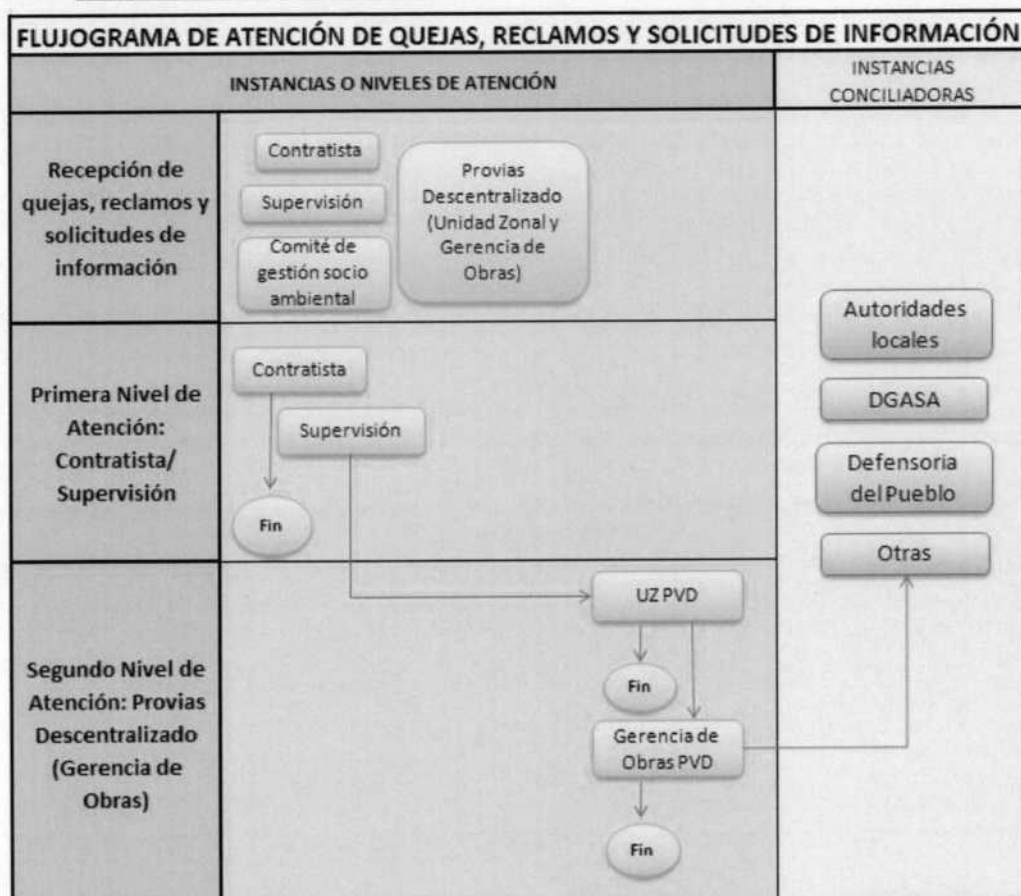 FLUJOGRAMA DE ATENCIÓN DE QUEJAS, RECLAMOS Y SOLICITUDES DE INFORMACIÓN
INSTANCIAS O NIVELES DE ATENCIÓN
INSTANCIAS
CONCILIADORAS
Recepción de
quejas, reclamos y
solicitudes de
información
Contratista
Supervisión
Comité de
gestión socio
ambiental
Provias
Descentralizado
(Unidad Zonal y
Gerencia de
Obras)
Autoridades
locales
DGASA
Defensoria
del Pueblo
Otras
Primera Nivel de
Atención:
Contratista/
Supervisión
Contratista
Supervisión
Fin
Segundo Nivel de
Atención: Provias
Descentralizado
(Gerencia de
Obras)
UZ PVD
Fin
Gerencia de
Obras PVD
Fin